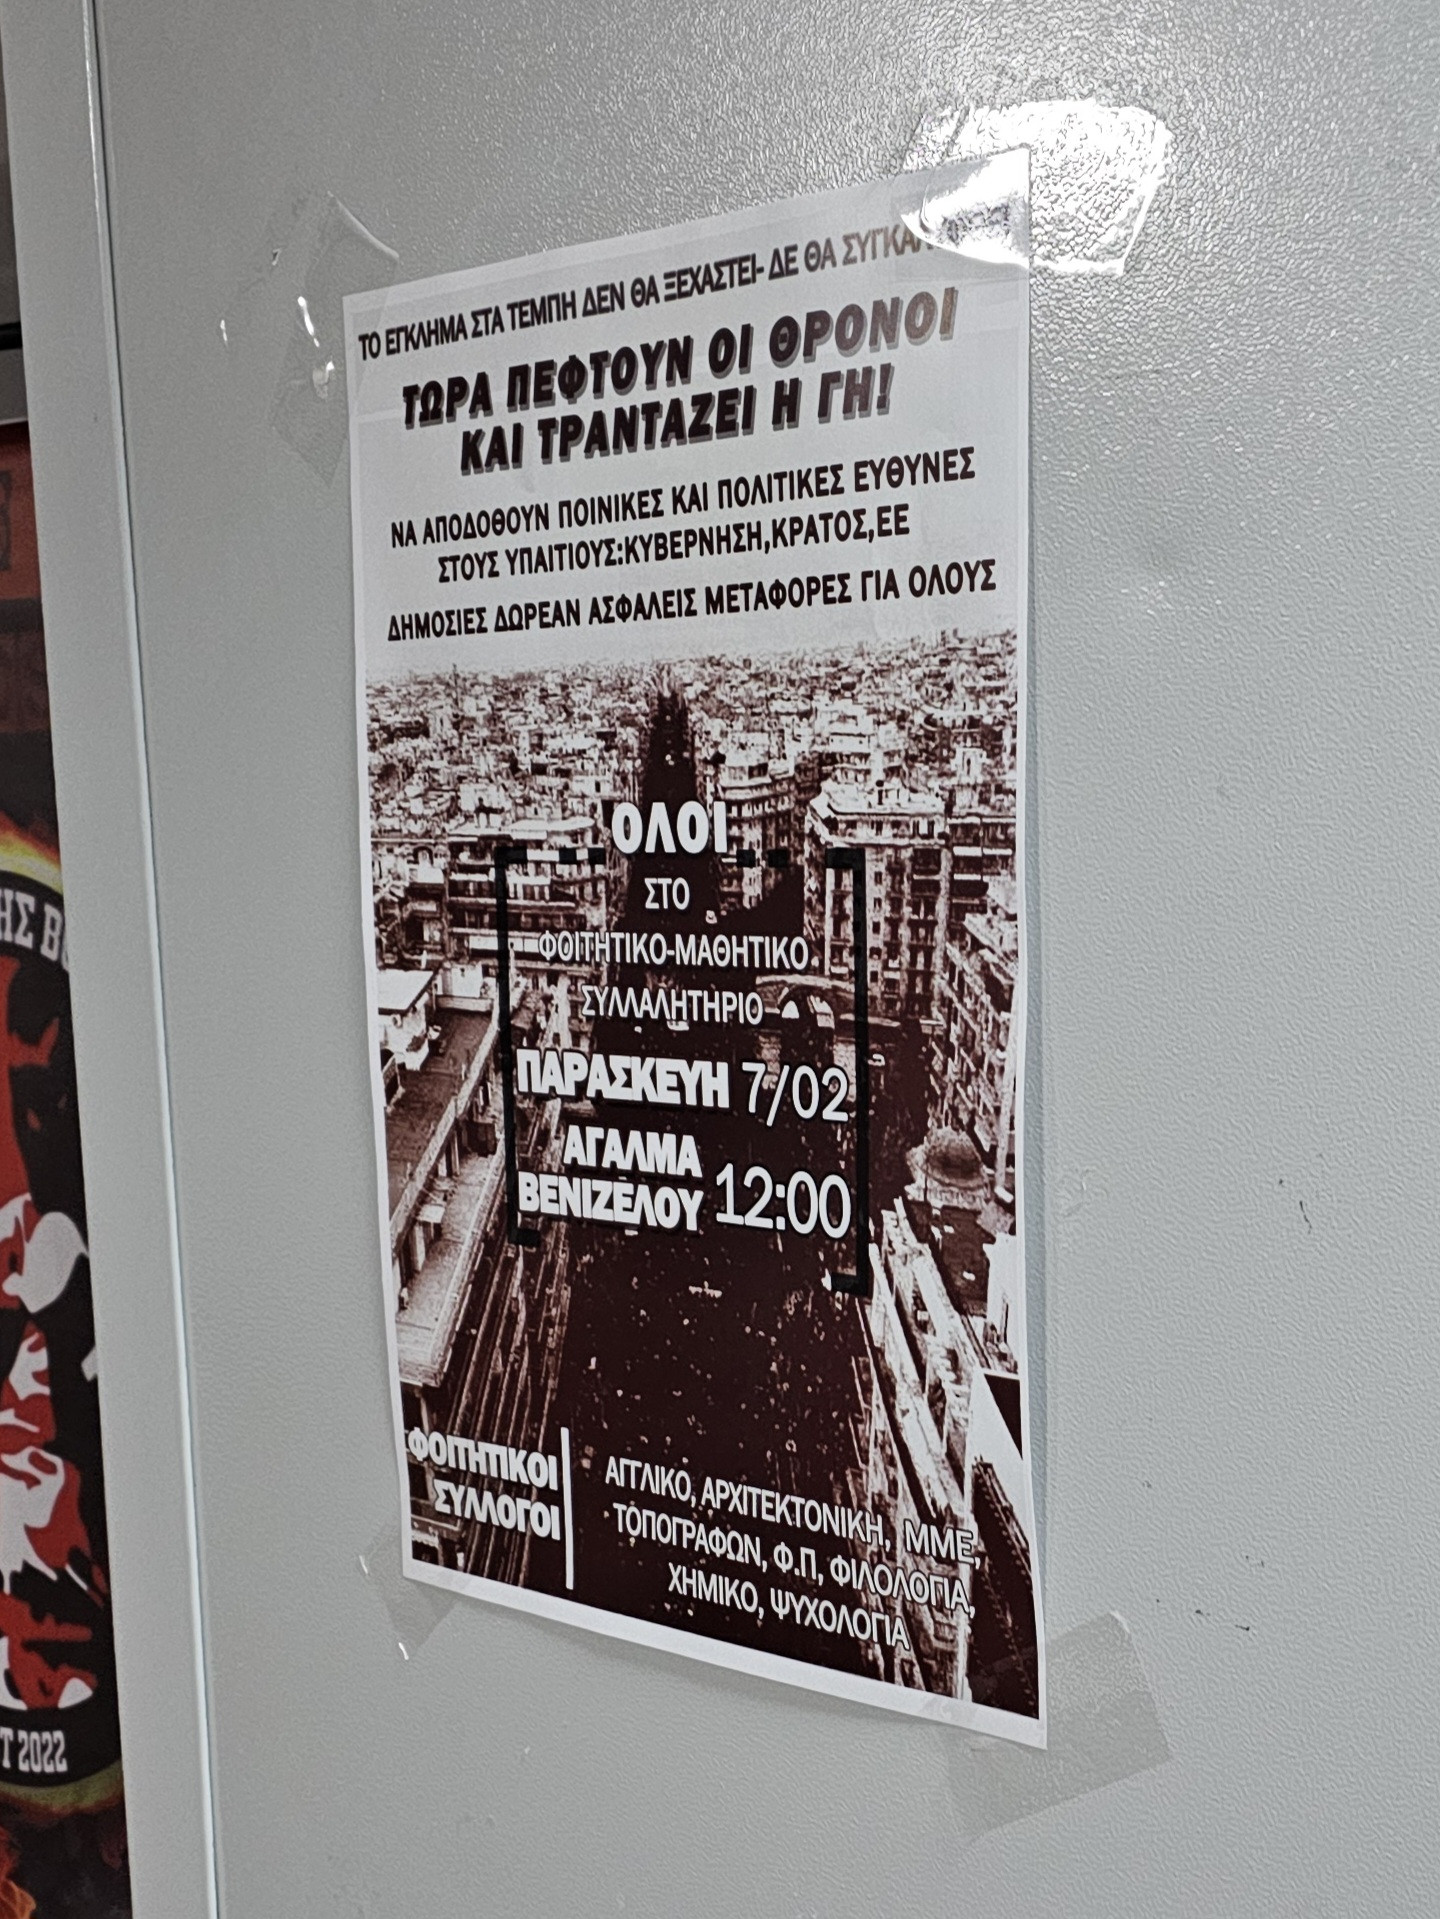 ΤΟ ΕΓΚΛΗΜΑ ΣΤΑ ΤΕΜΠΗ ΔΕΝ ΘΑ ΞΕΧΑΣΤΕΙ- ΔΕ ΘΑ
ΤΩΡΑ ΠΕΦΤΟΥΝ ΟΙ ΘΡΟΝΟΙ
ΚΑΙ ΤΡΑΝΤΑΖΕΙ Η ΓΗ!
ΝΑ ΑΠΟΔΟΘΟΥΝ ΠΟΙΝΙΚΕΣ ΚΑΙ ΠΟΛΙΤΙΚΕΣ ΕΥΘΥΝΕΣ
ΣΤΟΥΣ ΥΠΑΙΤΙΟΥΣ:ΚΥΒΕΡΝΗΣΗ,ΚΡΑΤΟΣ,ΕΕ
ΔΗΜΟΣΙΕΣ ΔΩΡΕΑΝ ΑΣΦΑΛΕΙΣ ΜΕΤΑΦΟΡΕΣ ΓΙΑ ΟΛΟΥΣ
ΟΛΟΙ
ΣΤΟ
ΦΟΙΤΗΤΙΚΟ-ΜΑΘΗΤΙΚΟ
ΣΥΛΛΑΛΗΤΗΡΙΟ
ΠΑΡΑΣΚΕΥΗ 7/02
ΑΓΑΛΜΑ
ΒΕΝΙΖΕΛΟΥ 12:00
ΦΟΙΤΗΤΙΚΟΙ
ΣΥΛΛΟΓΟΙ
ΑΓΓΛΙΚΟ, ΑΡΧΙΤΕΚΤΟΝΙΚΗ, ΜΜΕ,
ΤΟΠΟΓΡΑΦΩΝ, Φ.Π, ΦΙΛΟΛΟΓΙΑ,
ΧΗΜΙΚΟ, ΨΥΧΟΛΟΓΙΑ
2022